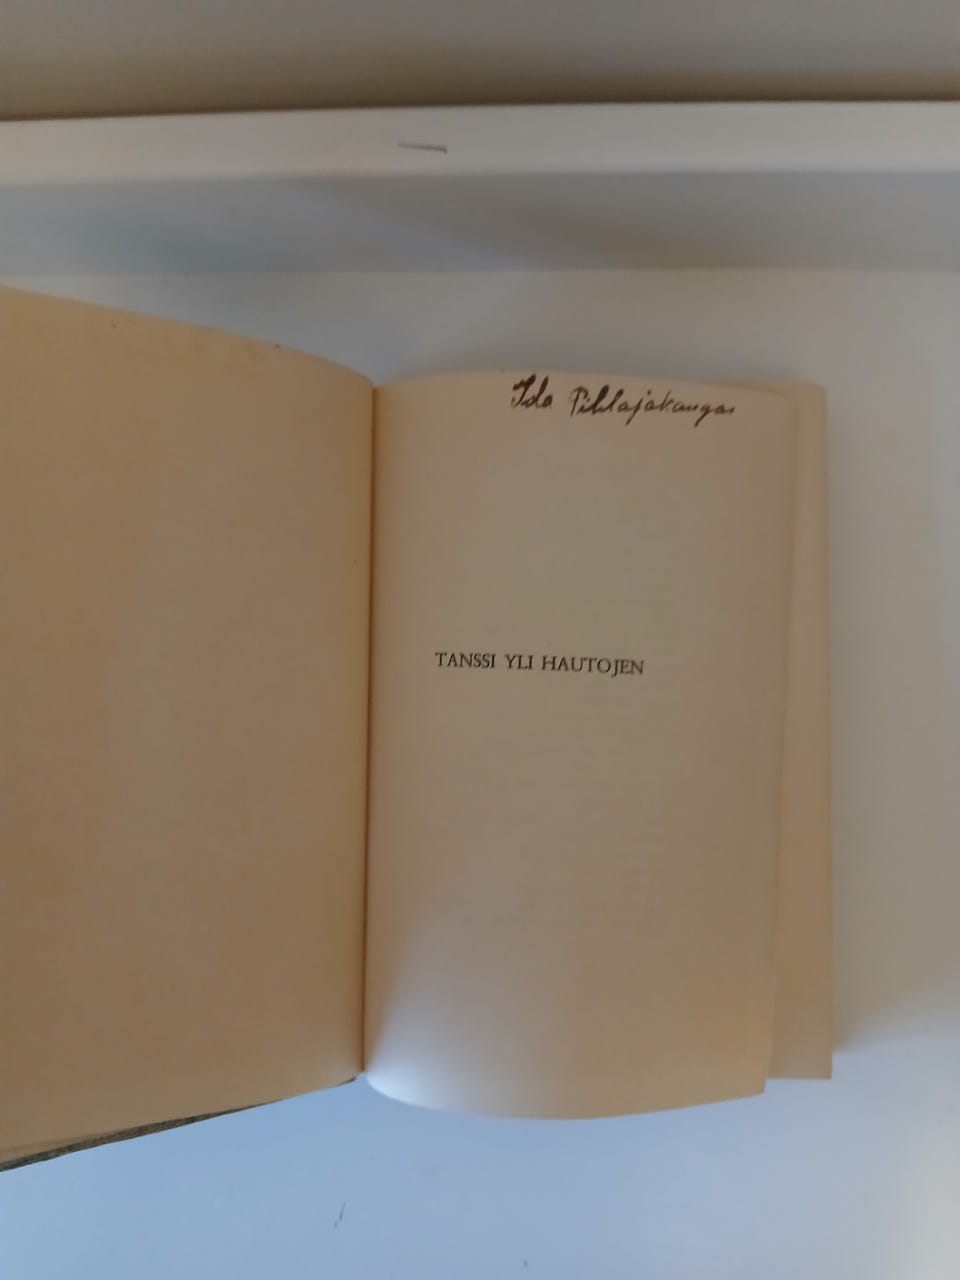 Ida Pihlajakangas
TANSSI YLI HAUTOJEN